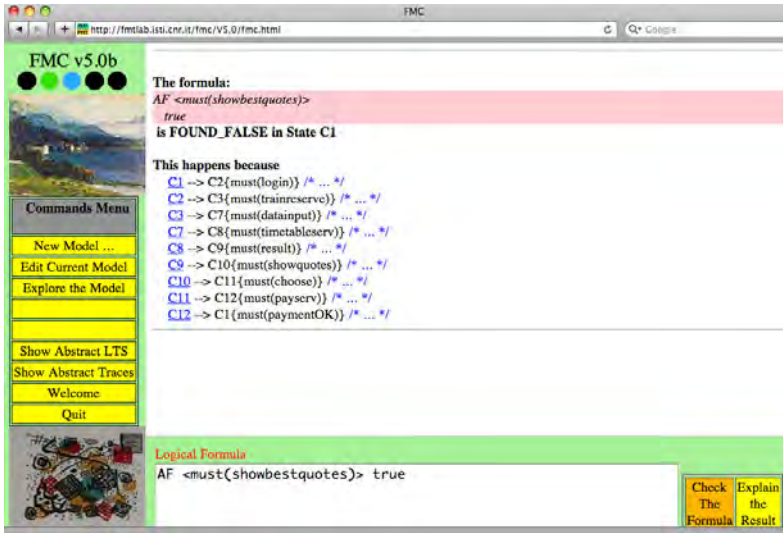 FMC
http://fmtlab.isti.cnr.it/fmc/V5.0/fmc.html
Google
FMC v5.0b
Commands Menu
New Model ...
Edit Current Model
Explore the Model
Show Abstract LTS
Show Abstract Traces
Welcome
Quit
The formula:
AF <must(showbestquotes)>
true
is FOUND_FALSE in State C1
This happens because
C1 --> C2{must(login)} /* ... */
C2 --> C3{must(trainreserve)} /* ... */
C3 --> C7{must(datainput)} /* ... */
C7 --> C8{must(timetableserv)} /* ... */
C8 --> C9{must(result)} /* ... */
C9 --> C10{must(showquotes)} /* ... */
C10 --> C11{must(choose)} /* ... */
C11 --> C12{must(payserv)} /* ... */
C12 --> C1{must(paymentOK)} /* ... */
Logical Formula
AF <must(showbestquotes)> true
Check
The
Formula
Explain
the
Result